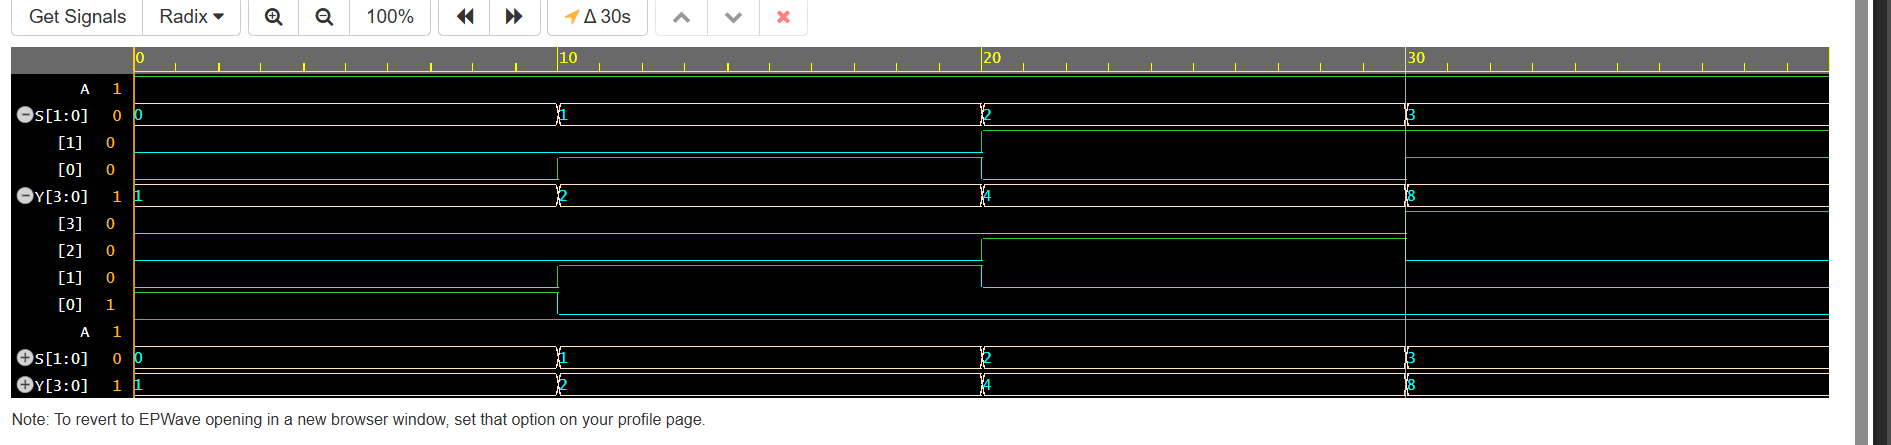 Get Signals Radix 100% Δ 30s
0 10 20 30
A 1
S[1:0] 0 0 1 2 3
[1] 0
[0] 0
Y[3:0] 1 1 2 4 8
[3] 0
[2] 0
[1] 0
[0] 1
A 1
S[1:0] 0 0 1 2 3
Y[3:0] 1 1 2 4 8
Note: To revert to EPWave opening in a new browser window, set that option on your profile page.